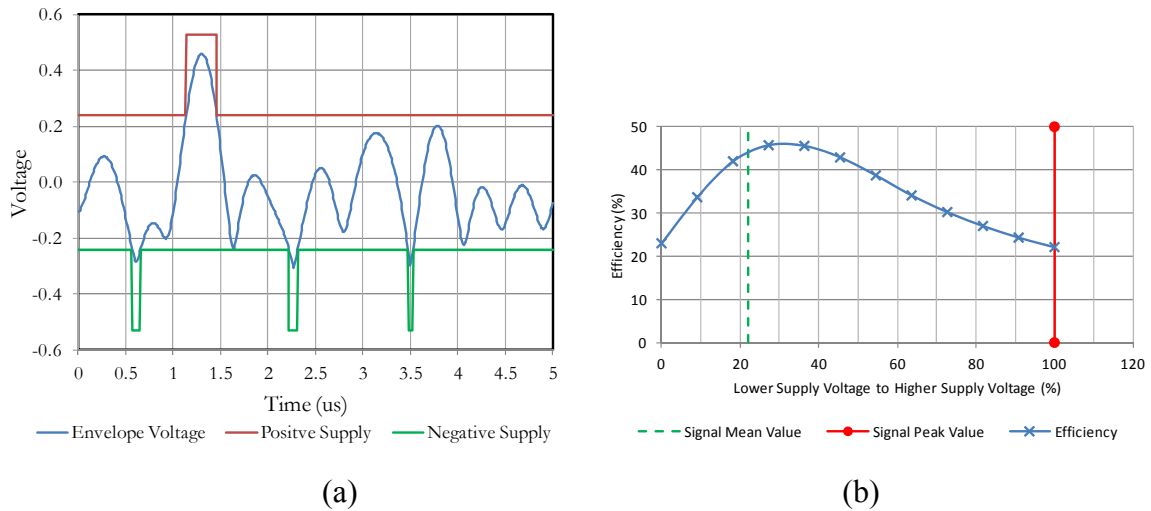 0.6
0.4
0.2
0.0
-0.2
-0.4
-0.6
Voltage
0 0.5 1 1.5 2 2.5 3 3.5 4 4.5 5
Time (us)
Envelope Voltage Positve Supply Negative Supply
(a)
50
40
30
20
10
0
Efficiency (%)
0 20 40 60 80 100 120
Lower Supply Voltage to Higher Supply Voltage (%)
Signal Mean Value Signal Peak Value Efficiency
(b)